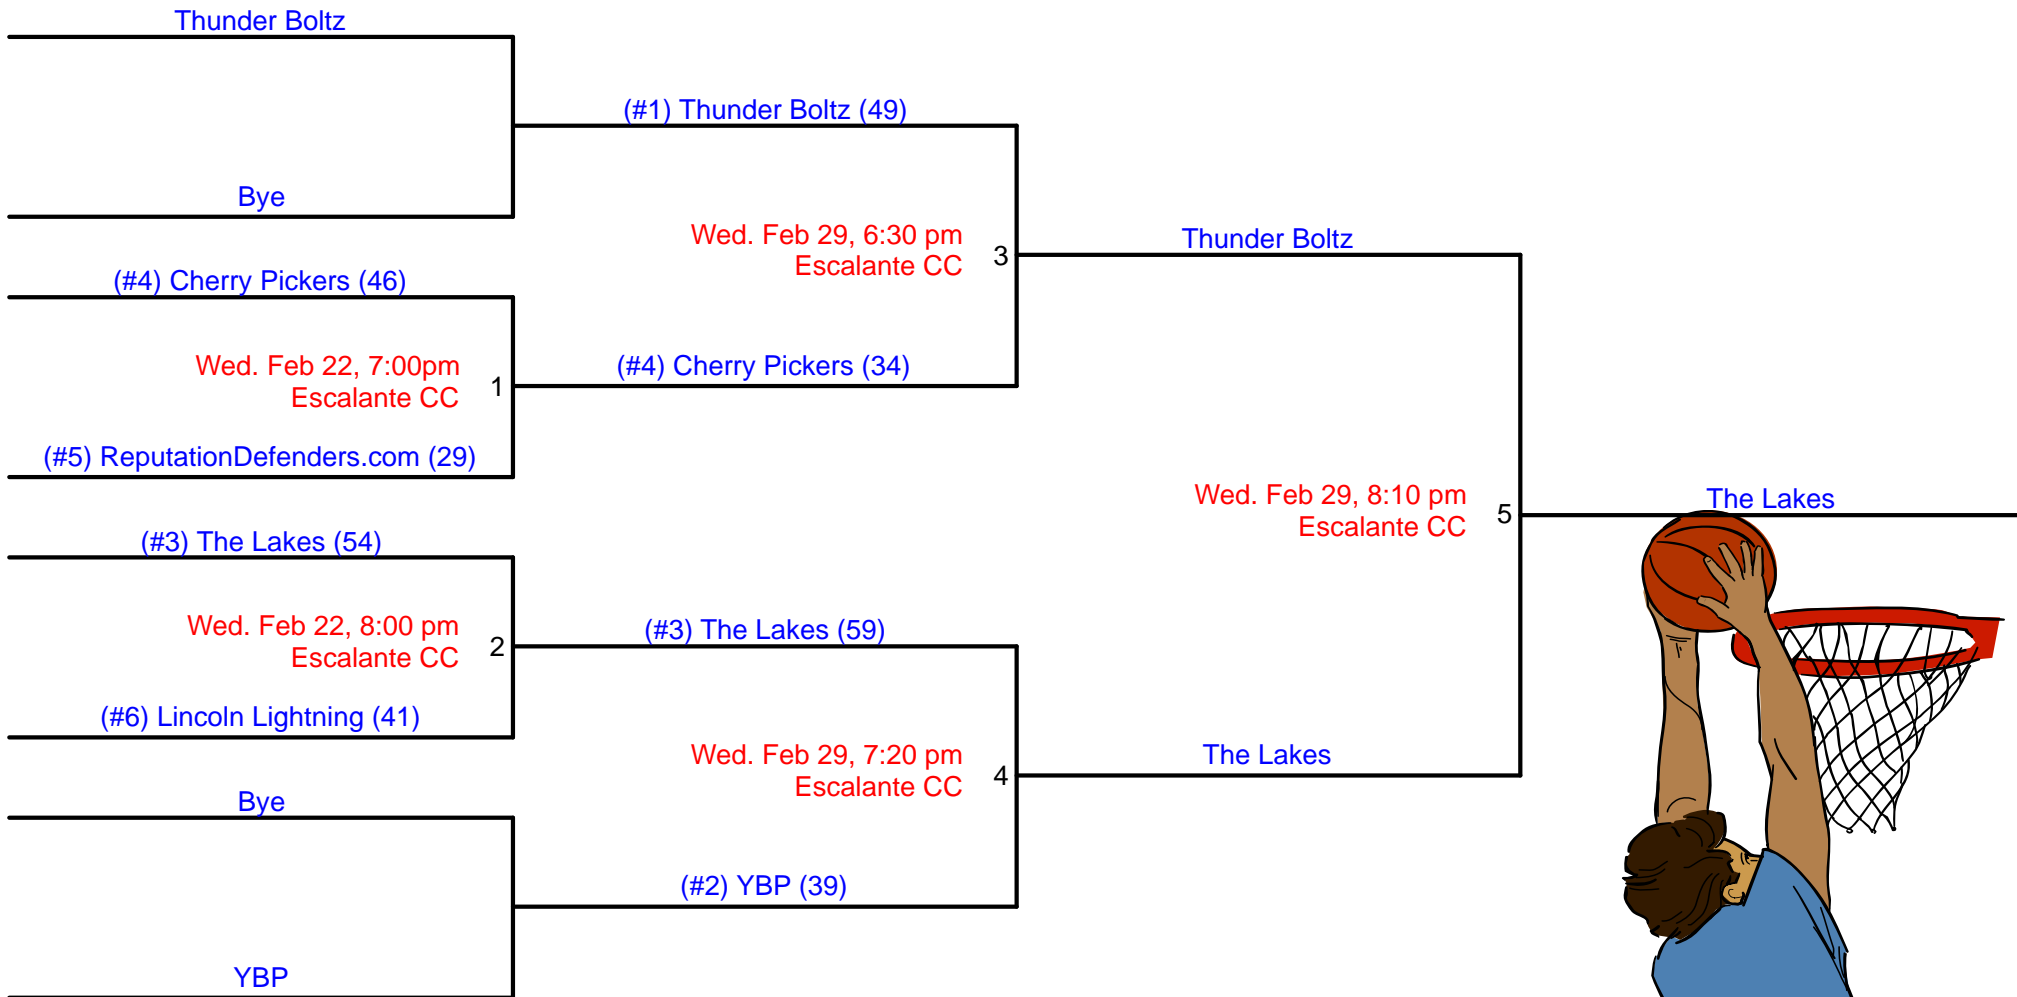 Thunder Boltz
(#1) Thunder Boltz (49)
Bye
Wed. Feb 29, 6:30 pm
Escalante CC
3
Thunder Boltz
(#4) Cherry Pickers (46)
Wed. Feb 22, 7:00pm
Escalante CC
1
(#4) Cherry Pickers (34)
(#5) ReputationDefenders.com (29)
Wed. Feb 29, 8:10 pm
Escalante CC
5
The Lakes
(#3) The Lakes (54)
Wed. Feb 22, 8:00 pm
Escalante CC
2
(#3) The Lakes (59)
(#6) Lincoln Lightning (41)
Wed. Feb 29, 7:20 pm
Escalante CC
4
The Lakes
Bye
(#2) YBP (39)
YBP